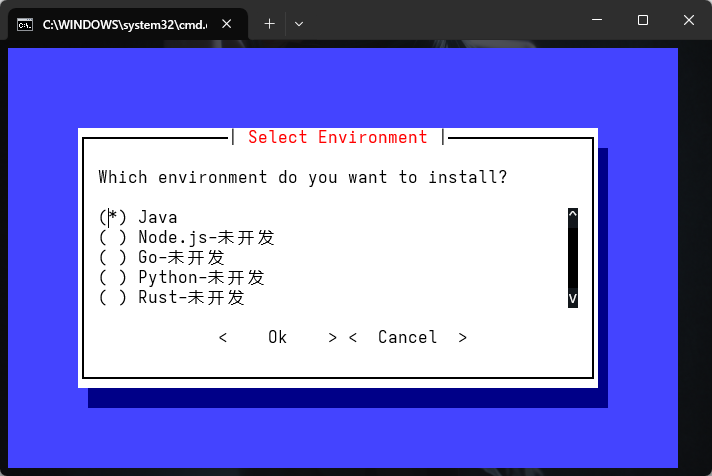 C:\WINDOWS\system32\cmd.
Select Environment
Which environment do you want to install?
(*) Java
( ) Node.js-未开发
( ) Go-未开发
( ) Python-未开发
( ) Rust-未开发
< Ok > < Cancel >